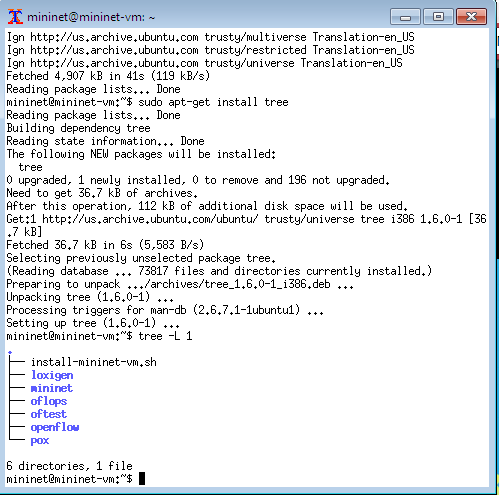 mininet@mininet-vm: ~
Ign http://us.archive.ubuntu.com trusty/multiverse Translation-en_US
Ign http://us.archive.ubuntu.com trusty/restricted Translation-en_US
Ign http://us.archive.ubuntu.com trusty/universe Translation-en_US
Fetched 4,907 kB in 41s (119 kB/s)
Reading package lists... Done
mininet@mininet-vm:~$ sudo apt-get install tree
Reading package lists... Done
Building dependency tree
Reading state information... Done
The following NEW packages will be installed:
  tree
0 upgraded, 1 newly installed, 0 to remove and 196 not upgraded.
Need to get 36.7 kB of archives.
After this operation, 112 kB of additional disk space will be used.
Get:1 http://us.archive.ubuntu.com/ubuntu/ trusty/universe tree i386 1.6.0-1 [36
.7 kB]
Fetched 36.7 kB in 6s (5,583 B/s)
Selecting previously unselected package tree.
(Reading database ... 73817 files and directories currently installed.)
Preparing to unpack .../archives/tree_1.6.0-1_i386.deb ...
Unpacking tree (1.6.0-1) ...
Processing triggers for man-db (2.6.7.1-1ubuntu1) ...
Setting up tree (1.6.0-1) ...
mininet@mininet-vm:~$ tree -L 1
.
├── install-mininet-vm.sh
├── loxigen
├── mininet
├── oflops
├── oftest
├── openflow
└── pox
6 directories, 1 file
mininet@mininet-vm:~$